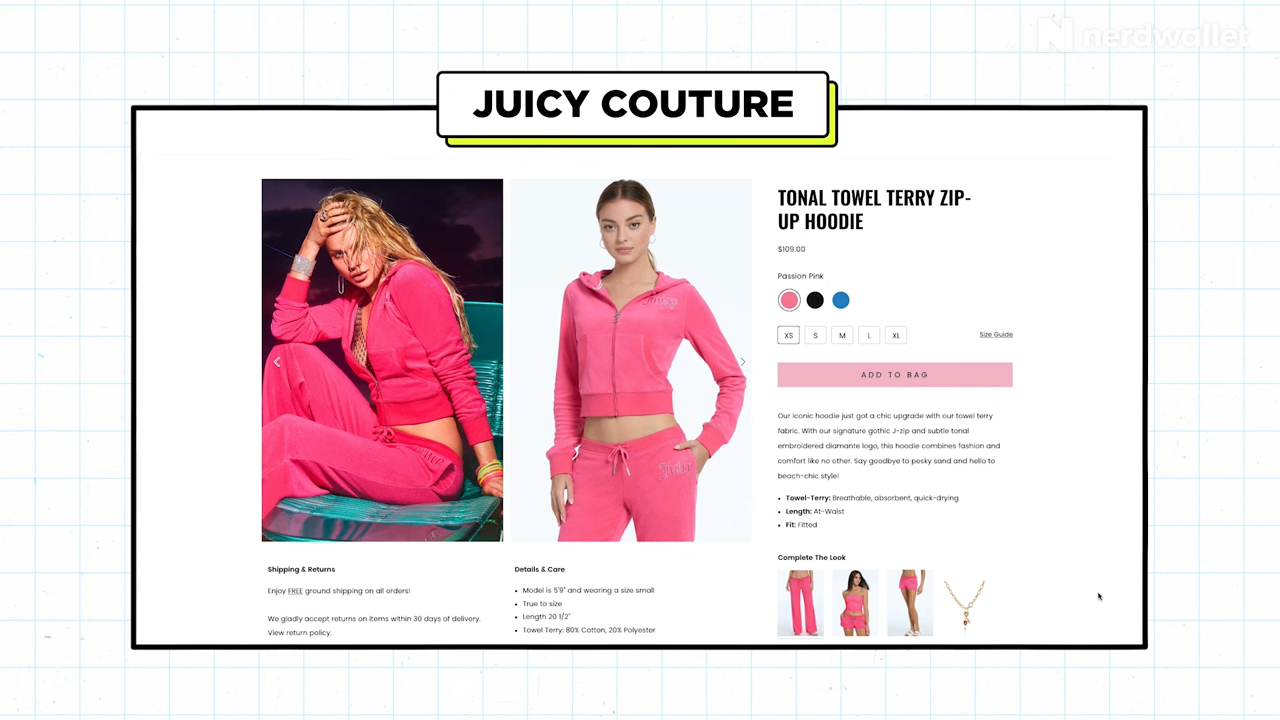 nerdwallet
JUICY COUTURE
TONAL TOWEL TERRY ZIP-
UP HOODIE
$109.00
Passion Pink
XS S M L XL
Size Guide
ADD TO BAG
Our iconic hoodie just got a chic upgrade with our towel terry
fabric. With our signature gothic J-zip and subtle tonal
embroidered diamante logo, this hoodie combines fashion and
comfort like no other. Say goodbye to pesky sand and hello to
beach-chic style!
• Towel-Terry: Breathable, absorbent, quick-drying
• Length: At-Waist
• Fit: Fitted
Complete The Look
Shipping & Returns
Enjoy FREE ground shipping on all orders!
We gladly accept returns on items within 30 days of delivery.
View return policy.
Details & Care
• Model is 5'9" and wearing a size small
• True to size
• Length 20 1/2"
• Towel Terry: 80% Cotton, 20% Polyester